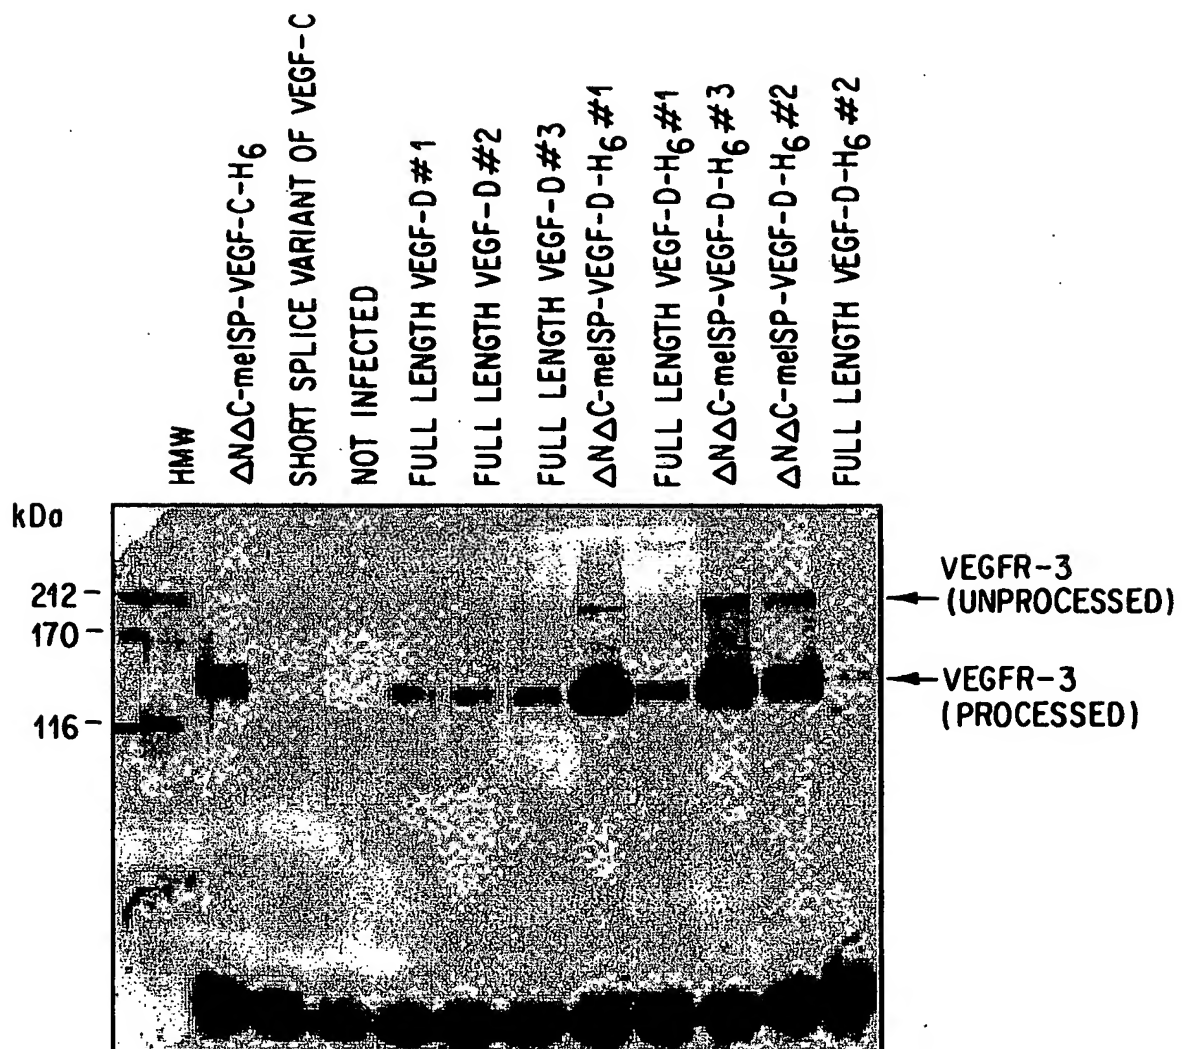 HMW
ΔNΔC-melSP-VEGF-C-H6
SHORT SPLICE VARIANT OF VEGF-C
NOT INFECTED
FULL LENGTH VEGF-D#1
FULL LENGTH VEGF-D#2
FULL LENGTH VEGF-D#3
ΔNΔC-melSP-VEGF-D-H6 #1
FULL LENGTH VEGF-D-H6 #1
ΔNΔC-melSP-VEGF-D-H6 #3
ΔNΔC-melSP-VEGF-D-H6 #2
FULL LENGTH VEGF-D-H6 #2
kDa
212
170
116
VEGFR-3
(UNPROCESSED)
VEGFR-3
(PROCESSED)